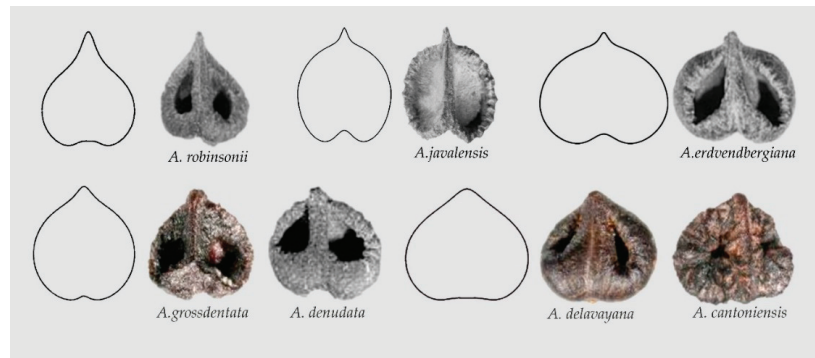 A. robinsonii
A.javalensis
A.erdvendbergiana
A.grossdentata
A. denudata
A. delavayana
A. cantoniensis